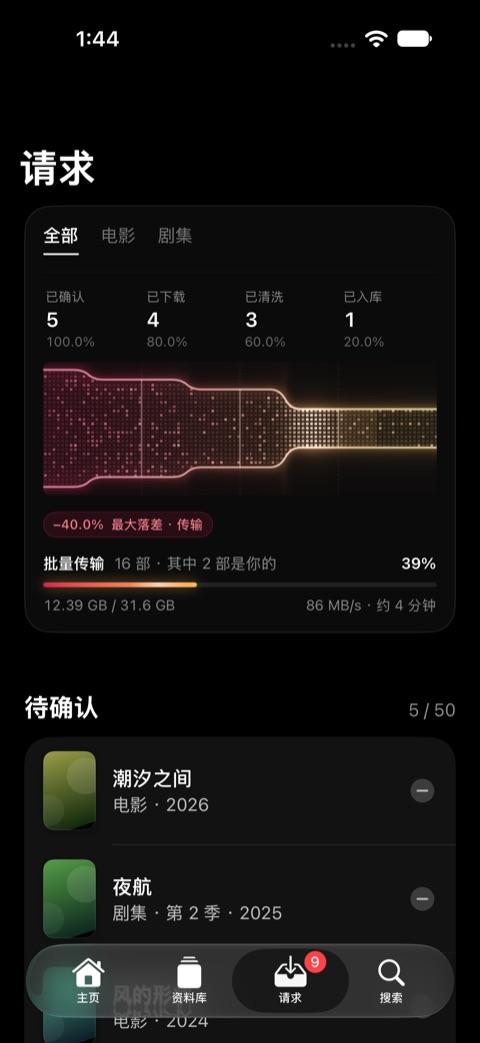 1:44
请求
全部 电影 剧集
已确认 已下载 已清洗 已入库
5 4 3 1
100.0% 80.0% 60.0% 20.0%
−40.0% 最大落差 · 传输
批量传输 16 部 · 其中 2 部是你的 39%
12.39 GB / 31.6 GB 86 MB/s · 约 4 分钟
待确认 5 / 50
潮汐之间
电影 · 2026
夜航
剧集 · 第 2 季 · 2025
风的形
电影 · 2024
9
主页 资料库 请求 搜索